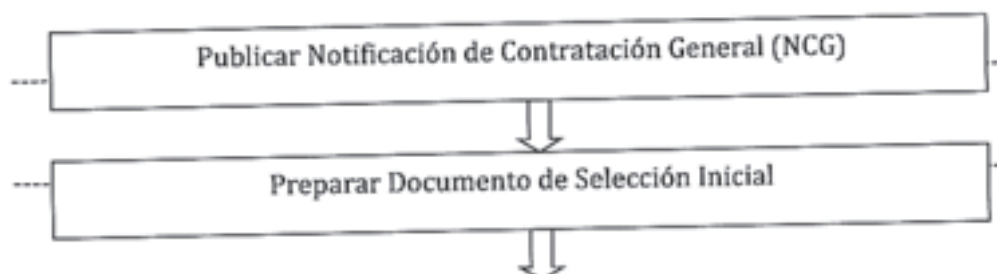 Publicar Notificación de Contratación General (NCG)
Preparar Documento de Selección Inicial